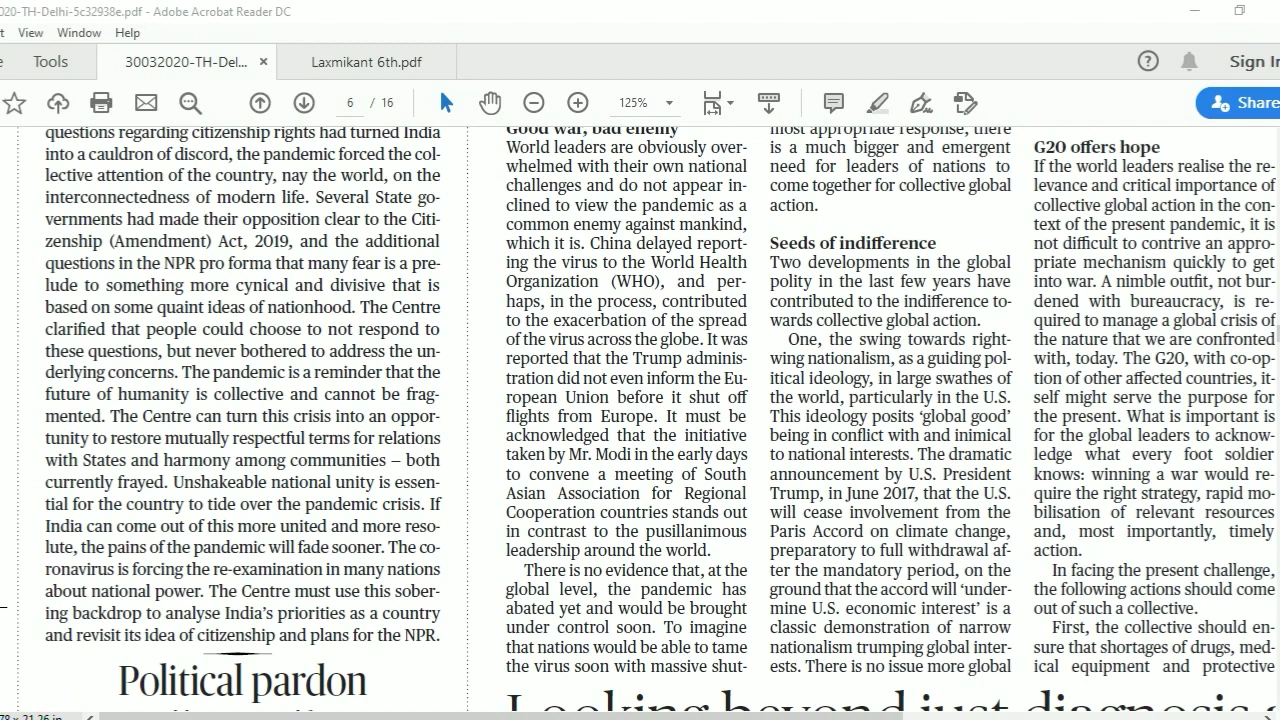 020-TH-Delhi-5c32938e.pdf - Adobe Acrobat Reader DC
t View Window Help
e Tools 30032020-TH-Del... × Laxmikant 6th.pdf Sign In
6 / 16 125% Share
questions regarding citizenship rights had turned India
into a cauldron of discord, the pandemic forced the col-
lective attention of the country, nay the world, on the
interconnectedness of modern life. Several State go-
vernments had made their opposition clear to the Citi-
zenship (Amendment) Act, 2019, and the additional
questions in the NPR pro forma that many fear is a pre-
lude to something more cynical and divisive that is
based on some quaint ideas of nationhood. The Centre
clarified that people could choose to not respond to
these questions, but never bothered to address the un-
derlying concerns. The pandemic is a reminder that the
future of humanity is collective and cannot be frag-
mented. The Centre can turn this crisis into an oppor-
tunity to restore mutually respectful terms for relations
with States and harmony among communities – both
currently frayed. Unshakeable national unity is essen-
tial for the country to tide over the pandemic crisis. If
India can come out of this more united and more reso-
lute, the pains of the pandemic will fade sooner. The co-
ronavirus is forcing the re-examination in many nations
about national power. The Centre must use this sober-
ing backdrop to analyse India's priorities as a country
and revisit its idea of citizenship and plans for the NPR.
Political pardon
Good war, bad enemy
World leaders are obviously over-
whelmed with their own national
challenges and do not appear in-
clined to view the pandemic as a
common enemy against mankind,
which it is. China delayed report-
ing the virus to the World Health
Organization (WHO), and per-
haps, in the process, contributed
to the exacerbation of the spread
of the virus across the globe. It was
reported that the Trump adminis-
tration did not even inform the Eu-
ropean Union before it shut off
flights from Europe. It must be
acknowledged that the initiative
taken by Mr. Modi in the early days
to convene a meeting of South
Asian Association for Regional
Cooperation countries stands out
in contrast to the pusillanimous
leadership around the world.
There is no evidence that, at the
global level, the pandemic has
abated yet and would be brought
under control soon. To imagine
that nations would be able to tame
the virus soon with massive shut-
most appropriate response, there
is a much bigger and emergent
need for leaders of nations to
come together for collective global
action.
Seeds of indifference
Two developments in the global
polity in the last few years have
contributed to the indifference to-
wards collective global action.
One, the swing towards right-
wing nationalism, as a guiding pol-
itical ideology, in large swathes of
the world, particularly in the U.S.
This ideology posits 'global good'
being in conflict with and inimical
to national interests. The dramatic
announcement by U.S. President
Trump, in June 2017, that the U.S.
will cease involvement from the
Paris Accord on climate change,
preparatory to full withdrawal af-
ter the mandatory period, on the
ground that the accord will 'under-
mine U.S. economic interest' is a
classic demonstration of narrow
nationalism trumping global inter-
ests. There is no issue more global
G20 offers hope
If the world leaders realise the re-
levance and critical importance of
collective global action in the con-
text of the present pandemic, it is
not difficult to contrive an appro-
priate mechanism quickly to get
into war. A nimble outfit, not bur-
dened with bureaucracy, is re-
quired to manage a global crisis of
the nature that we are confronted
with, today. The G20, with co-op-
tion of other affected countries, it-
self might serve the purpose for
the present. What is important is
for the global leaders to acknow-
ledge what every foot soldier
knows: winning a war would re-
quire the right strategy, rapid mo-
bilisation of relevant resources
and, most importantly, timely
action.
In facing the present challenge,
the following actions should come
out of such a collective.
First, the collective should en-
sure that shortages of drugs, med-
ical equipment and protective
Looking beyond just diagnosis
78 x 21.26 in